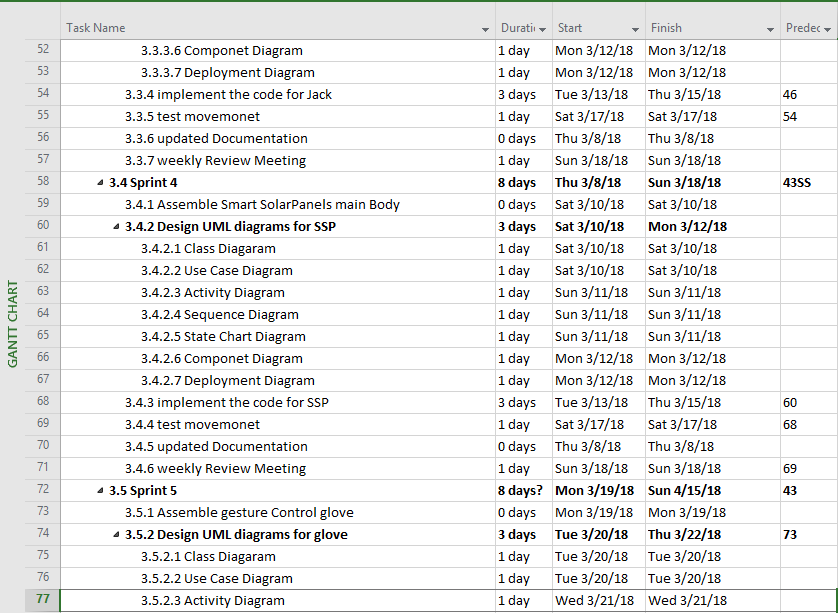 Task Name Duratic Start Finish Predec
52 3.3.3.6 Componet Diagram 1 day Mon 3/12/18 Mon 3/12/18
53 3.3.3.7 Deployment Diagram 1 day Mon 3/12/18 Mon 3/12/18
54 3.3.4 implement the code for Jack 3 days Tue 3/13/18 Thu 3/15/18 46
55 3.3.5 test movemonet 1 day Sat 3/17/18 Sat 3/17/18 54
56 3.3.6 updated Documentation 0 days Thu 3/8/18 Thu 3/8/18
57 3.3.7 weekly Review Meeting 1 day Sun 3/18/18 Sun 3/18/18
58 3.4 Sprint 4 8 days Thu 3/8/18 Sun 3/18/18 43SS
59 3.4.1 Assemble Smart SolarPanels main Body 0 days Sat 3/10/18 Sat 3/10/18
60 3.4.2 Design UML diagrams for SSP 3 days Sat 3/10/18 Mon 3/12/18
61 3.4.2.1 Class Diagaram 1 day Sat 3/10/18 Sat 3/10/18
62 3.4.2.2 Use Case Diagram 1 day Sat 3/10/18 Sat 3/10/18
63 3.4.2.3 Activity Diagram 1 day Sun 3/11/18 Sun 3/11/18
64 3.4.2.4 Sequence Diagram 1 day Sun 3/11/18 Sun 3/11/18
65 3.4.2.5 State Chart Diagram 1 day Sun 3/11/18 Sun 3/11/18
66 3.4.2.6 Componet Diagram 1 day Mon 3/12/18 Mon 3/12/18
67 3.4.2.7 Deployment Diagram 1 day Mon 3/12/18 Mon 3/12/18
68 3.4.3 implement the code for SSP 3 days Tue 3/13/18 Thu 3/15/18 60
69 3.4.4 test movemonet 1 day Sat 3/17/18 Sat 3/17/18 68
70 3.4.5 updated Documentation 0 days Thu 3/8/18 Thu 3/8/18
71 3.4.6 weekly Review Meeting 1 day Sun 3/18/18 Sun 3/18/18 69
72 3.5 Sprint 5 8 days? Mon 3/19/18 Sun 4/15/18 43
73 3.5.1 Assemble gesture Control glove 0 days Mon 3/19/18 Mon 3/19/18
74 3.5.2 Design UML diagrams for glove 3 days Tue 3/20/18 Thu 3/22/18 73
75 3.5.2.1 Class Diagaram 1 day Tue 3/20/18 Tue 3/20/18
76 3.5.2.2 Use Case Diagram 1 day Tue 3/20/18 Tue 3/20/18
77 3.5.2.3 Activity Diagram 1 day Wed 3/21/18 Wed 3/21/18
GANTT CHART